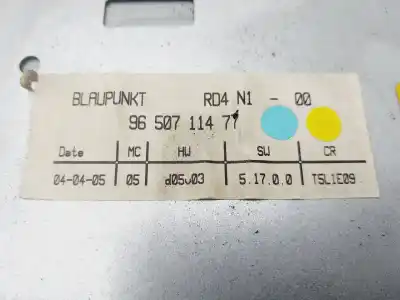 BLAUPUNKT RD4 N1 - 00
96 507 114 77
Date MC HW SW CR
04-04-05 05 d05v03 5.17.0.0 TSL1E09